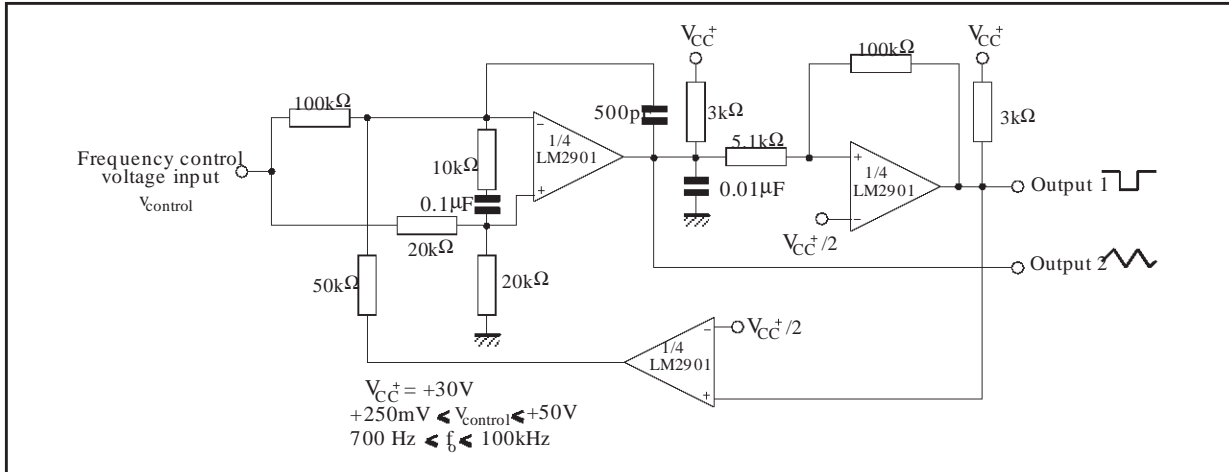 V_CC^+
V_CC^+
100kΩ
100kΩ
500pF
3kΩ
3kΩ
5.1kΩ
Frequency control
voltage input
v_control
10kΩ
−
1/4
LM2901
+
0.1µF
0.01µF
+
1/4
LM2901
−
Output 1
V_CC^+/2
20kΩ
Output 2
50kΩ
20kΩ
−
V_CC^+/2
1/4
LM2901
+
V_CC^+ = +30V
+250mV ≤ V_control ≤ +50V
700 Hz ≤ f_o ≤ 100kHz